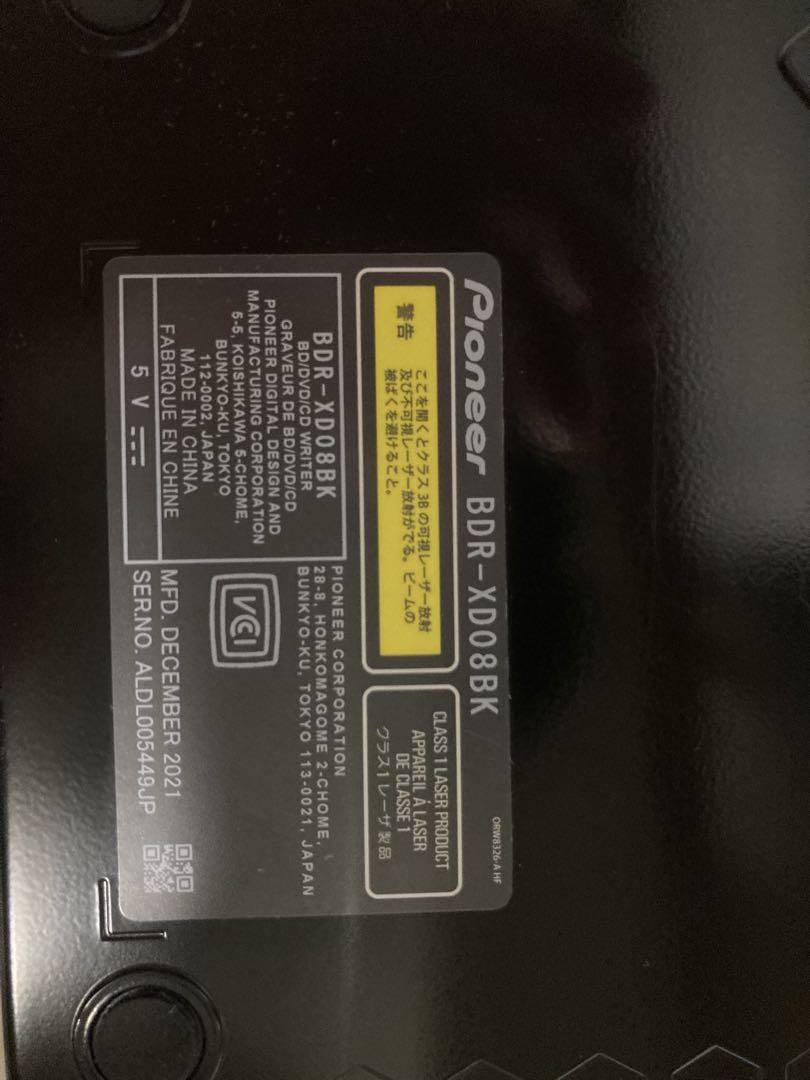 Pioneer BDR-XD08BK
警告
ここを開くとクラス 3B の可視レーザー放射
及び不可視レーザー放射がでる。ビームの
被ばくを避けること。
CLASS 1 LASER PRODUCT
APPAREIL À LASER
DE CLASSE 1
クラス1 レーザ製品
ORW8326-A HF
BDR-XD08BK
BD/DVD/CD WRITER
GRAVEUR DE BD/DVD/CD
PIONEER DIGITAL DESIGN AND
MANUFACTURING CORPORATION
5-5, KOISHIKAWA 5-CHOME,
BUNKYO-KU, TOKYO
112-0002, JAPAN
MADE IN CHINA
FABRIQUE EN CHINE
5 V ⎓
PIONEER CORPORATION
28-8, HONKOMAGOME 2-CHOME,
BUNKYO-KU, TOKYO 113-0021, JAPAN
VCI
MFD. DECEMBER 2021
SER.NO. ALDL005449JP